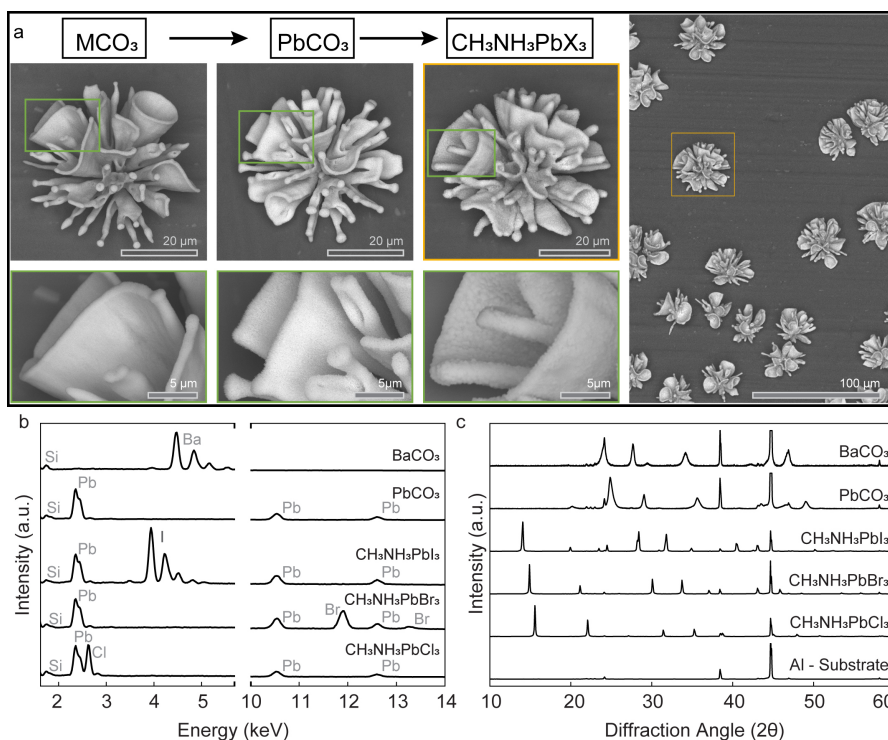 a
MCO₃ PbCO₃ CH₃NH₃PbX₃
20 µm 20 µm 20 µm
5 µm 5µm 5µm
100 µm
b
Si Ba BaCO₃
Si Pb Pb Pb PbCO₃
Si Pb I Pb Pb CH₃NH₃PbI₃
Si Pb Pb Br Pb Br CH₃NH₃PbBr₃
Si Pb Cl Pb Pb CH₃NH₃PbCl₃
Intensity (a.u.)
2 3 4 5 10 11 12 13 14
Energy (keV)
c
BaCO₃
PbCO₃
CH₃NH₃PbI₃
CH₃NH₃PbBr₃
CH₃NH₃PbCl₃
Al - Substrate
Intensity (a.u.)
10 20 30 40 50 60
Diffraction Angle (2θ)